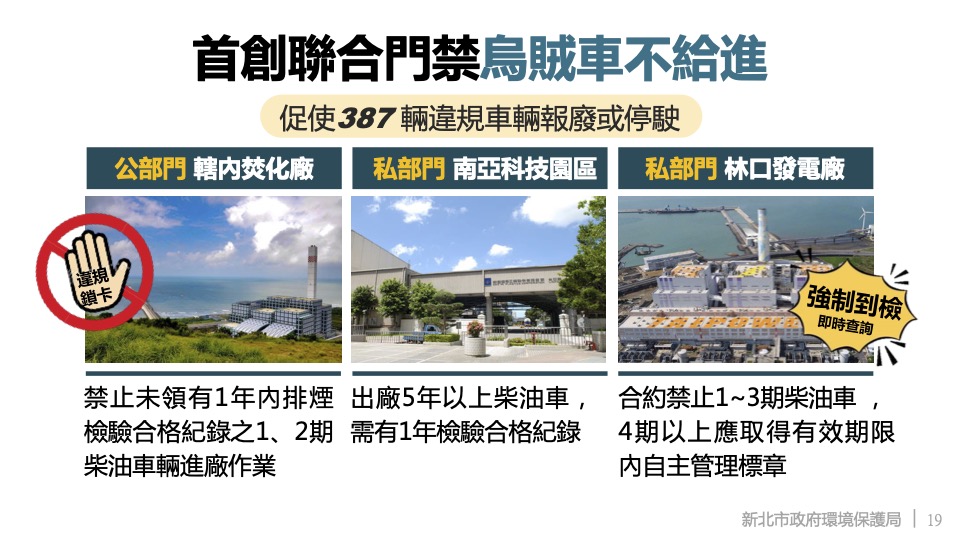 首創聯合門禁烏賊車不給進
促使387 輛違規車輛報廢或停駛
公部門 轄內焚化廠
私部門 南亞科技園區
私部門 林口發電廠
違規
鎖卡
強制到檢
即時查詢
禁止未領有1年內排煙
檢驗合格紀錄之1、2期
柴油車輛進廠作業
出廠5年以上柴油車，
需有1年檢驗合格紀錄
合約禁止1~3期柴油車，
4期以上應取得有效期限
內自主管理標章
新北市政府環境保護局 | 19